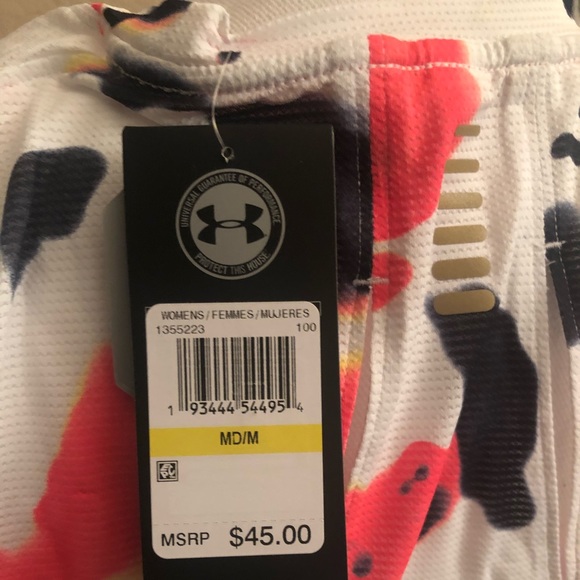 UNIVERSAL GUARANTEE OF PERFORMANCE
PROTECT THIS HOUSE
WOMENS/FEMMES/MUJERES
1355223 100
1 93444 54495 4
MD/M
MSRP $45.00